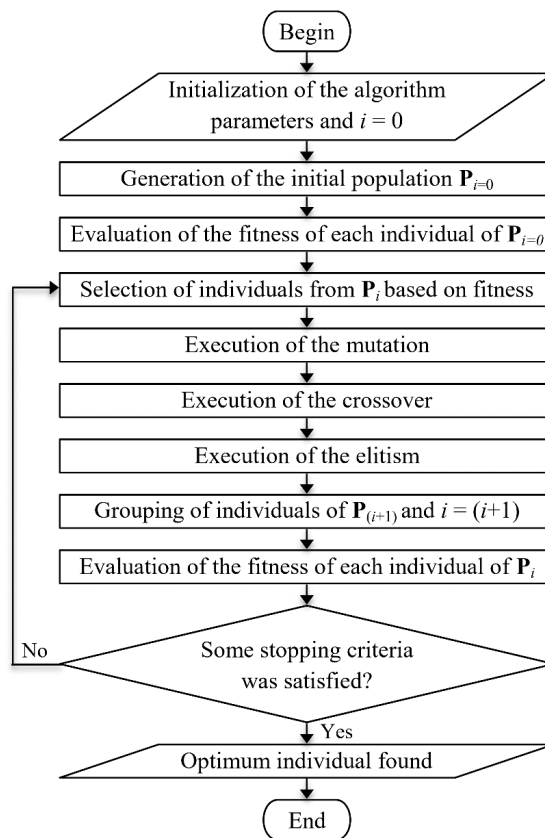 Begin
Initialization of the algorithm
parameters and i = 0
Generation of the initial population P_{i=0}
Evaluation of the fitness of each individual of P_{i=0}
Selection of individuals from P_i based on fitness
Execution of the mutation
Execution of the crossover
Execution of the elitism
Grouping of individuals of P_{(i+1)} and i = (i+1)
Evaluation of the fitness of each individual of P_i
No
Some stopping criteria
was satisfied?
Yes
Optimum individual found
End